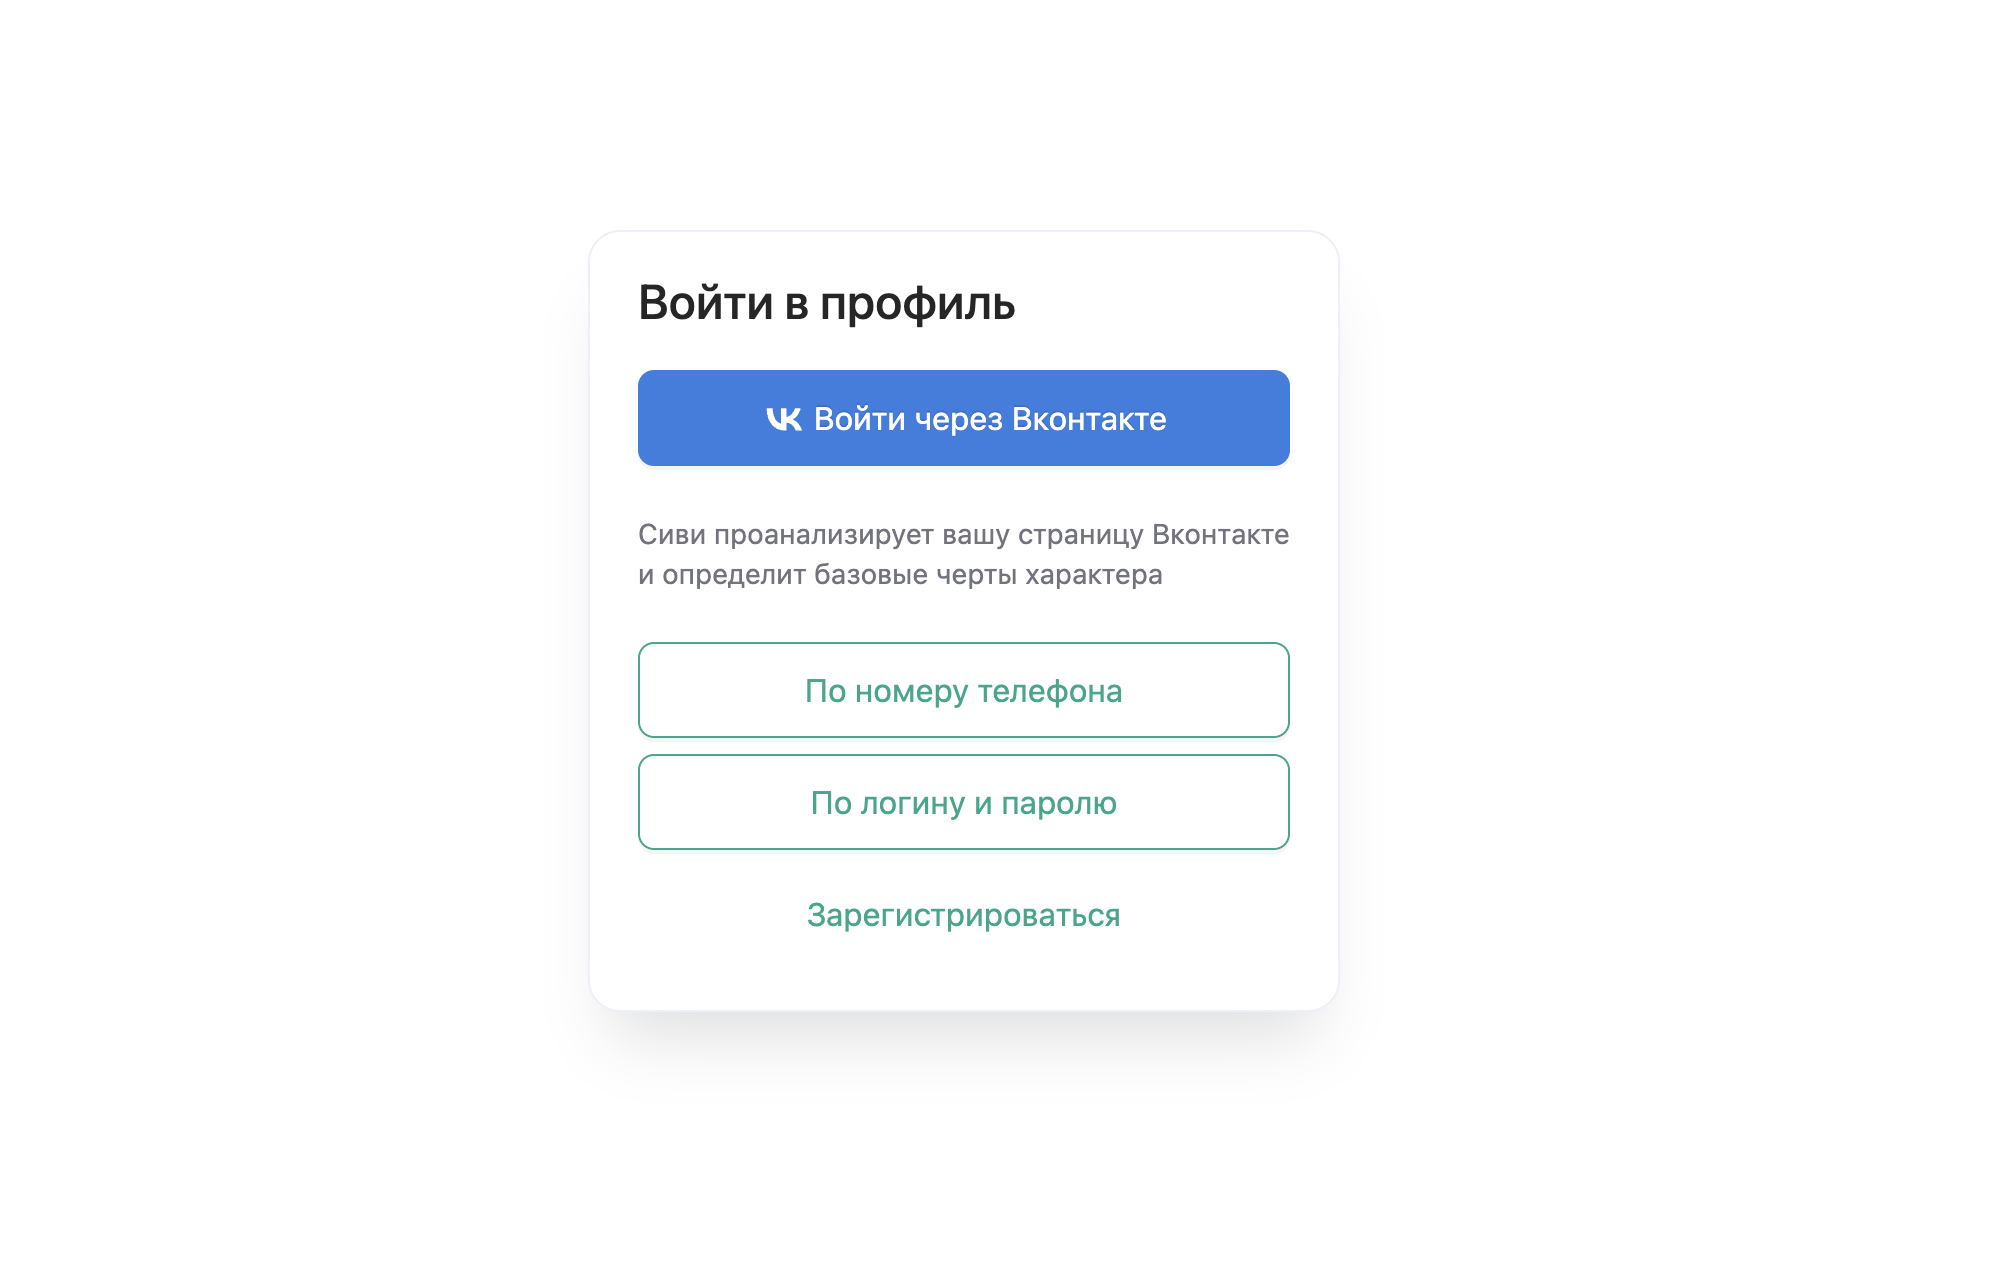 Войти в профиль
Войти через Вконтакте
Сиви проанализирует вашу страницу Вконтакте
и определит базовые черты характера
По номеру телефона
По логину и паролю
Зарегистрироваться